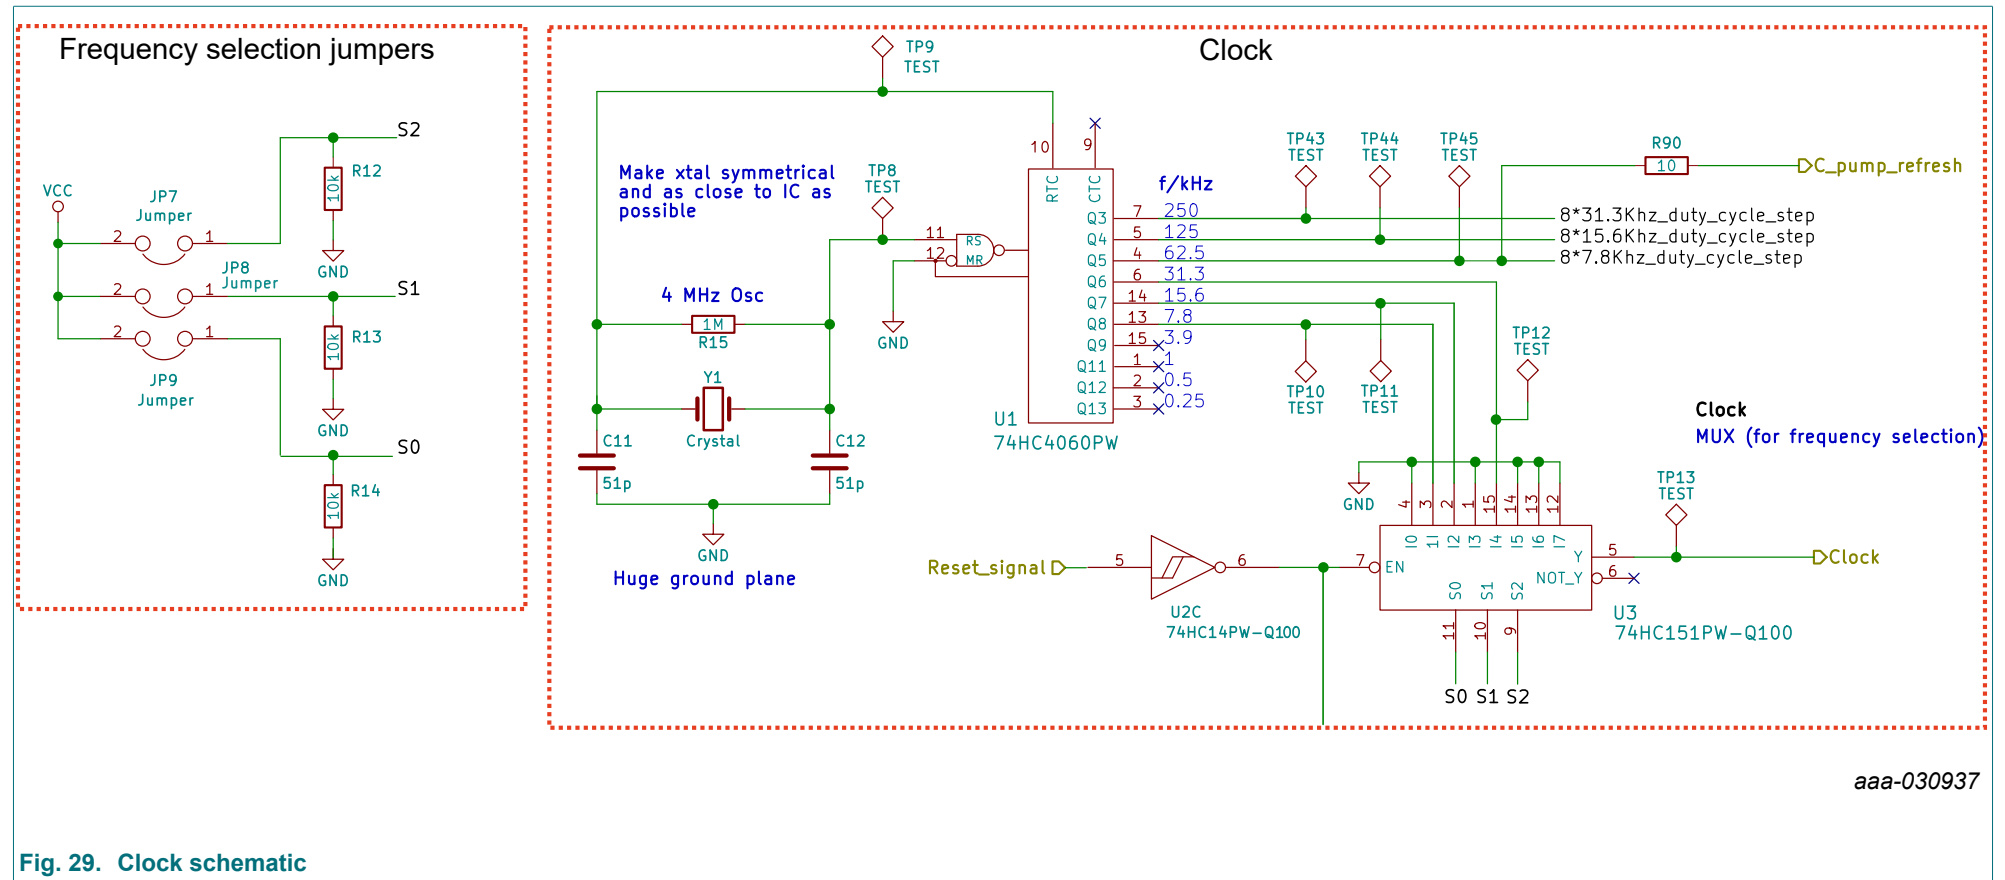 Frequency selection jumpers
S2
R12
10k
VCC
JP7
Jumper
2
1
GND
JP8
Jumper
2
1
S1
R13
10k
2
1
JP9
Jumper
GND
S0
R14
10k
GND
Clock
TP9
TEST
Make xtal symmetrical
and as close to IC as
possible
TP8
TEST
10
9
RTC
CTC
11
RS
12
MR
GND
4 MHz Osc
1M
R15
Y1
Crystal
C11
51p
C12
51p
GND
Huge ground plane
U1
74HC4060PW
f/kHz
Q3 7 250
Q4 5 125
Q5 4 62.5
Q6 6 31.3
Q7 14 15.6
Q8 13 7.8
Q9 15 3.9
Q11 1 1
Q12 2 0.5
Q13 3 0.25
TP43
TEST
TP44
TEST
TP45
TEST
R90
10
C_pump_refresh
8*31.3Khz_duty_cycle_step
8*15.6Khz_duty_cycle_step
8*7.8Khz_duty_cycle_step
TP10
TEST
TP11
TEST
TP12
TEST
Clock
MUX (for frequency selection)
TP13
TEST
GND
4 3 2 1 15 14 13 12
I0 1I I2 I3 I4 I5 I6 I7
Reset_signal
5
6
U2C
74HC14PW-Q100
7
EN
Y
5
Clock
NOT_Y
6
S0 S1 S2
11 10 9
U3
74HC151PW-Q100
S0 S1 S2
aaa-030937
Fig. 29. Clock schematic